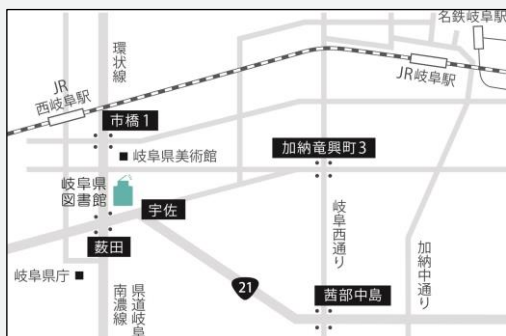 名鉄岐阜駅
JR岐阜駅
環状線
JR
西岐阜駅
市橋1
岐阜県美術館
加納竜興町3
岐阜県
図書館
宇佐
薮田
岐阜西通り
加納中通り
岐阜県庁
県道岐阜
南濃線
21
茜部中島